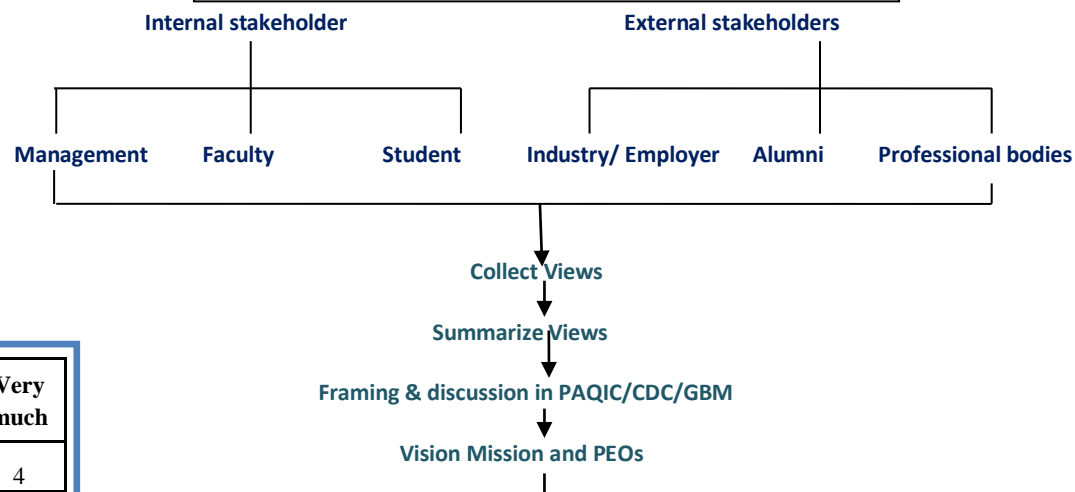 Internal stakeholder External stakeholders
Management Faculty Student Industry/ Employer Alumni Professional bodies
Collect Views
Summarize Views
Framing & discussion in PAQIC/CDC/GBM
Vision Mission and PEOs
Very
much
4